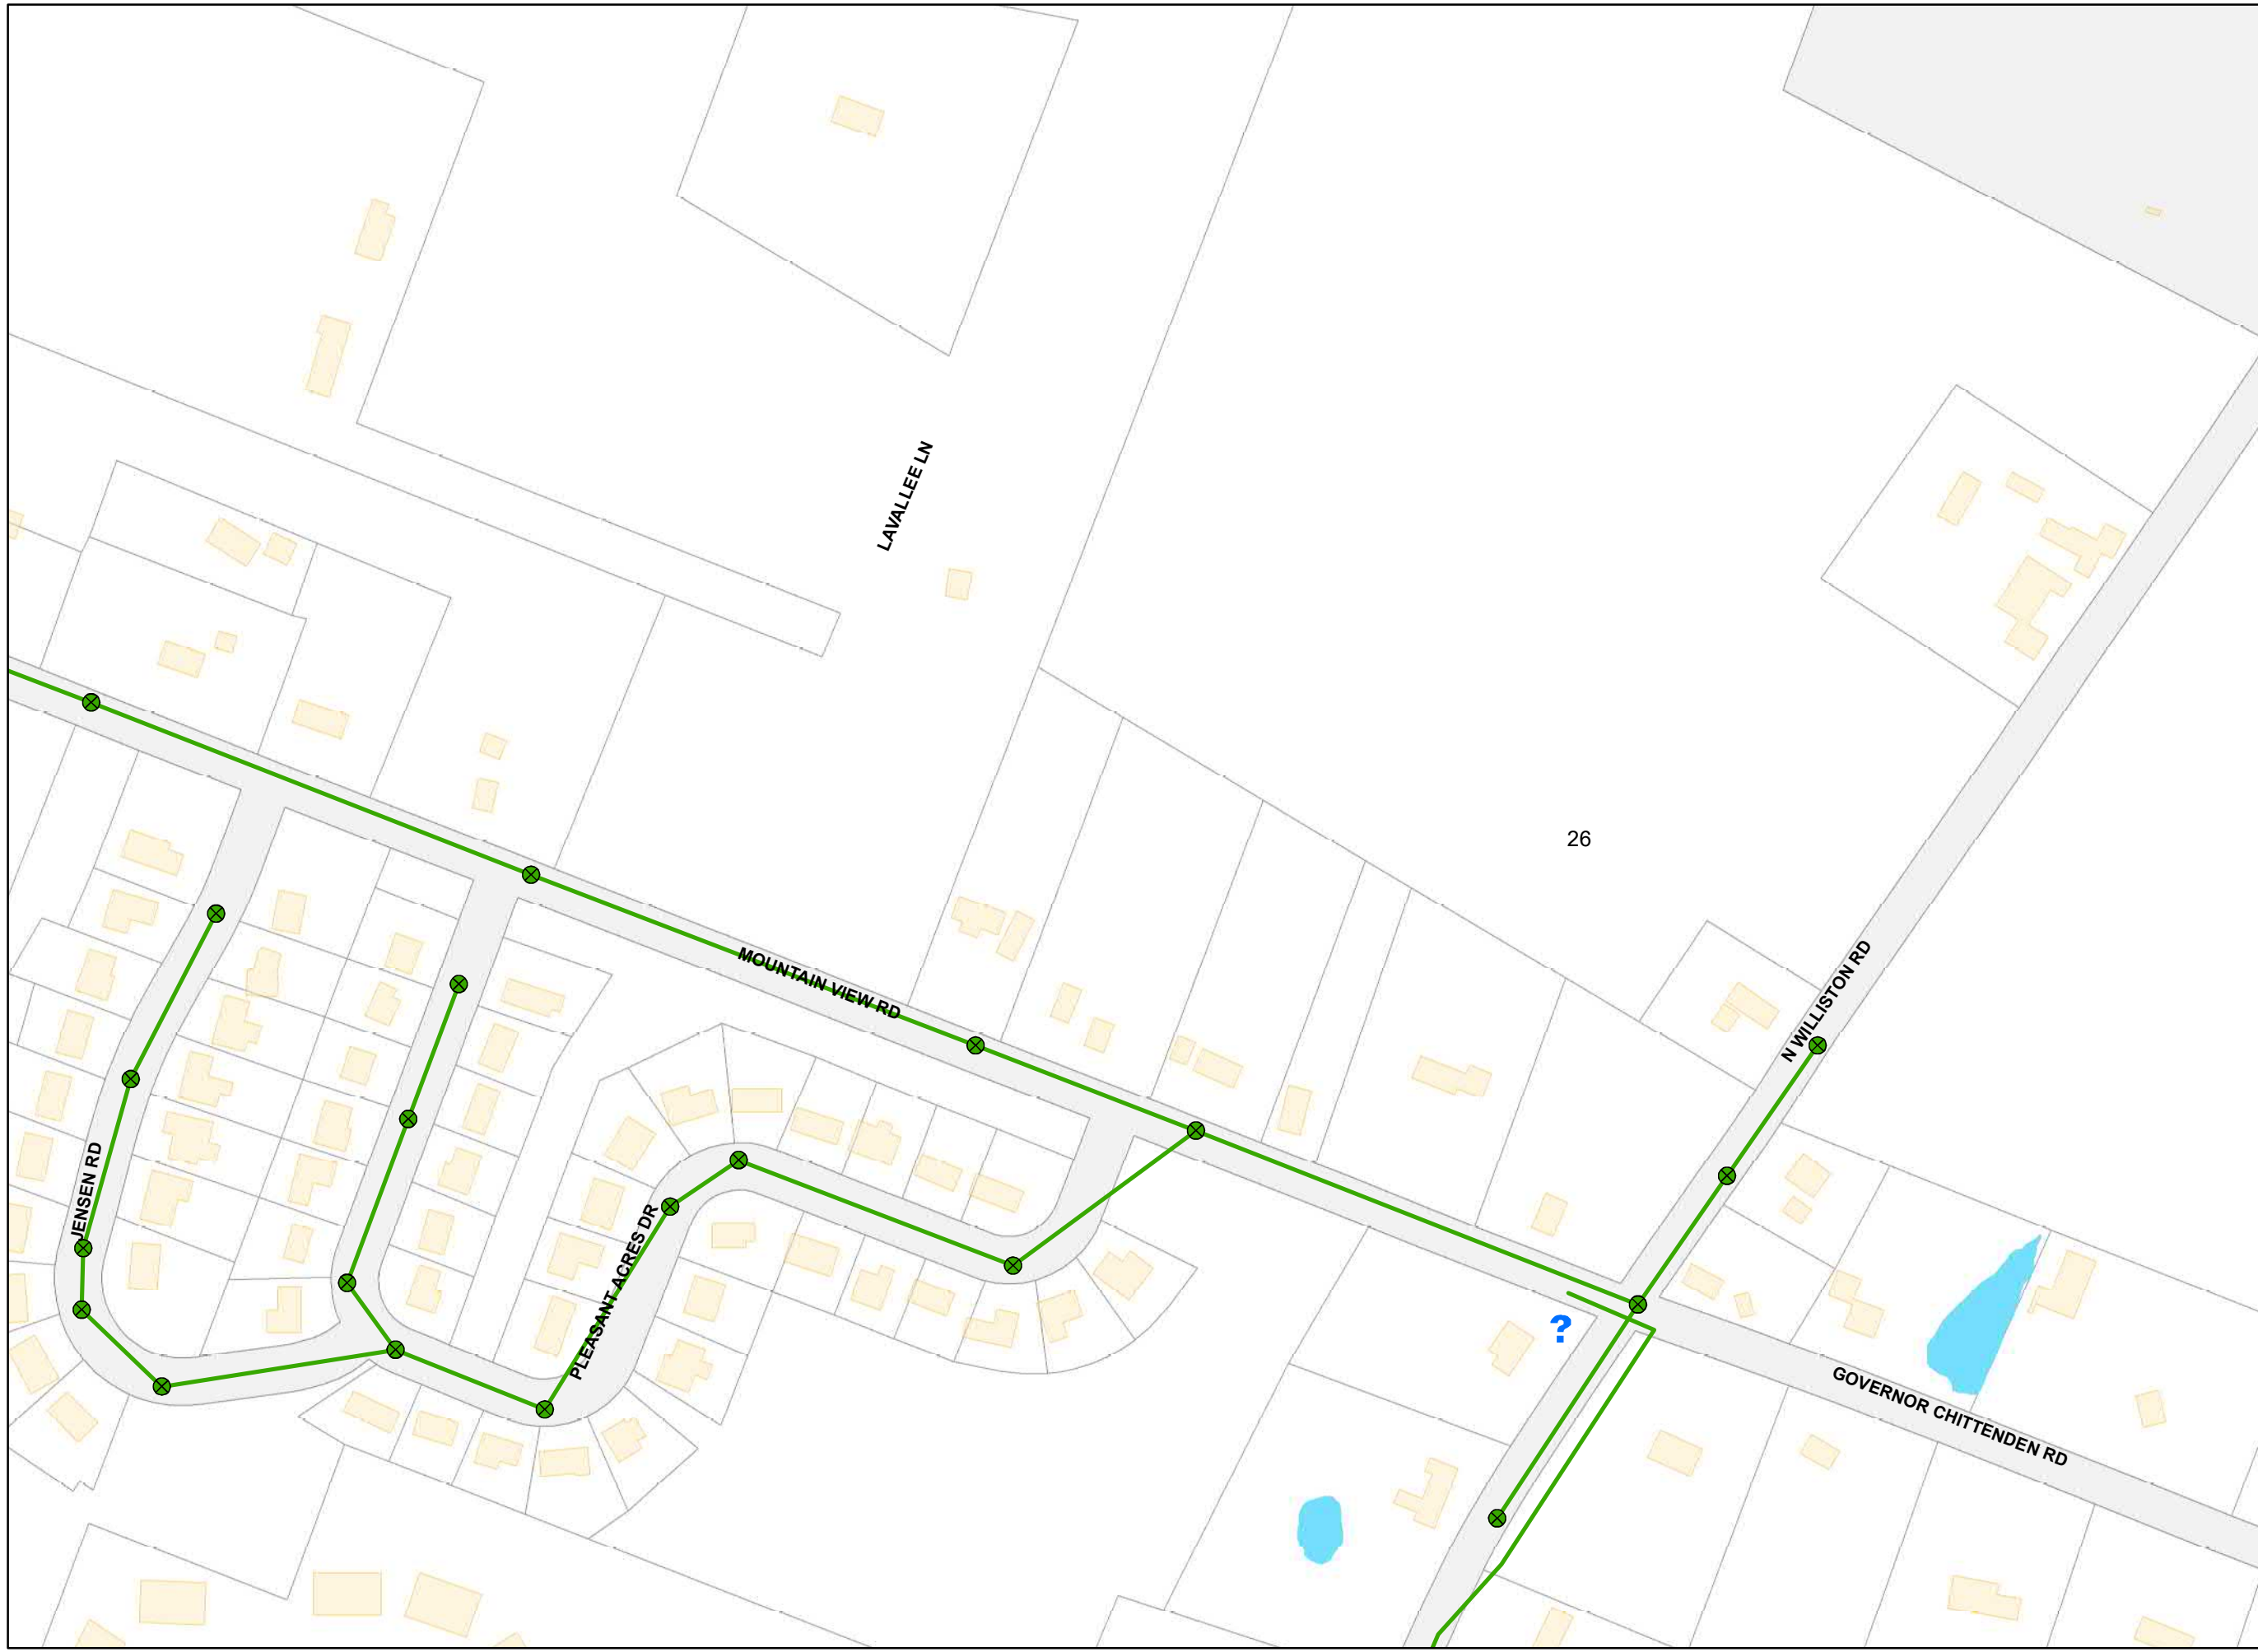 LAVALLEE LN
26
MOUNTAIN VIEW RD
N WILLISTON RD
JENSEN RD
PLEASANT ACRES DR
?
GOVERNOR CHITTENDEN RD